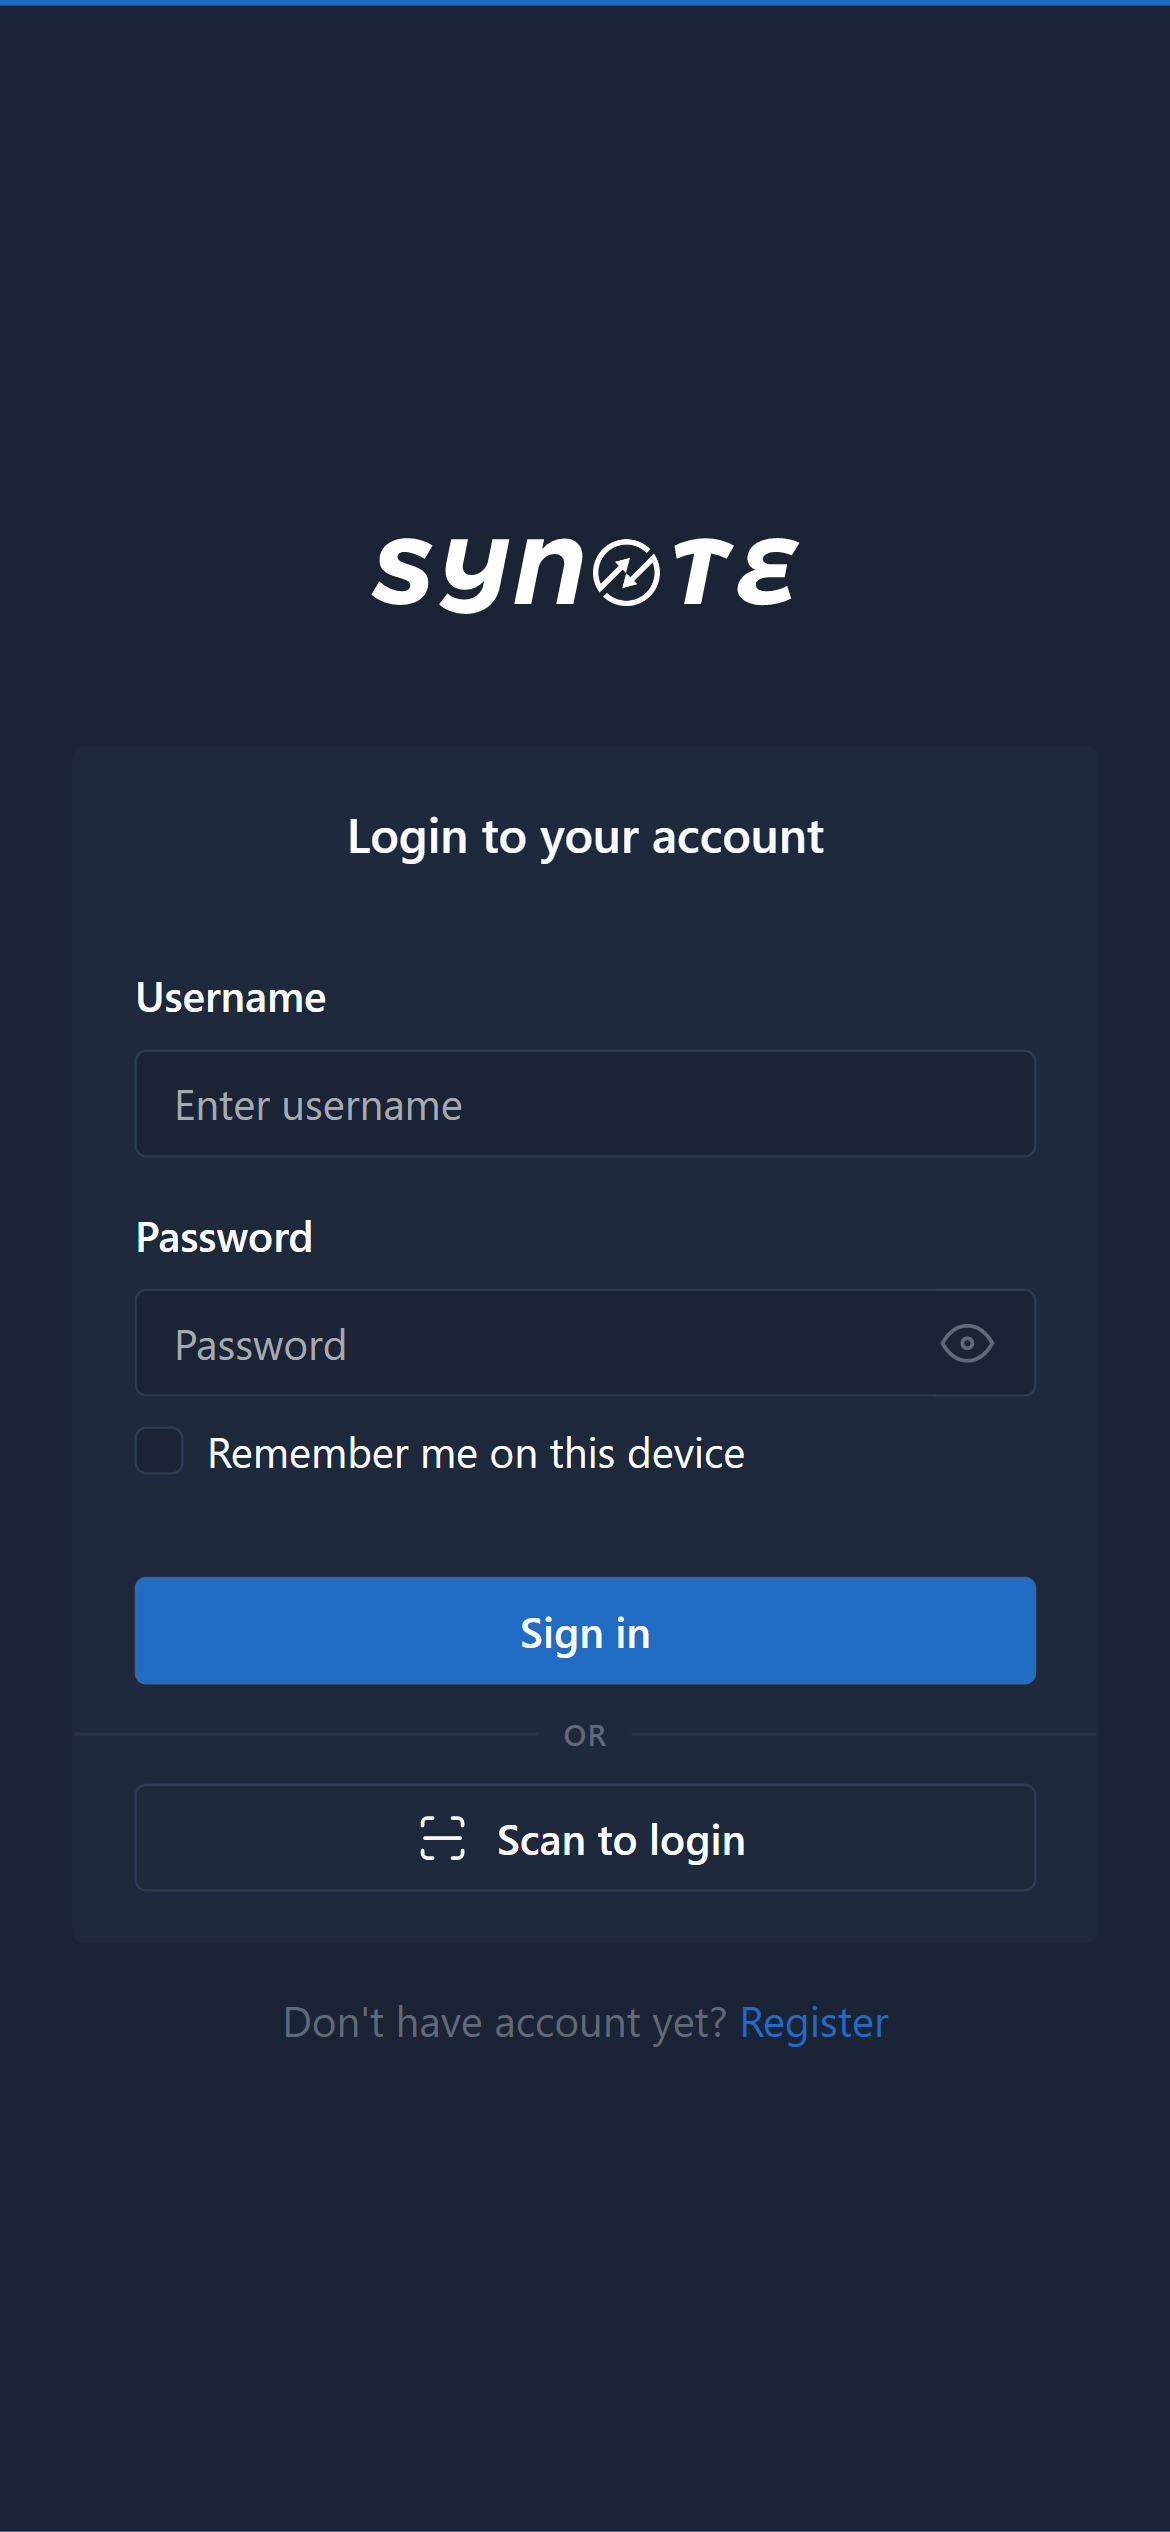 synote
Login to your account
Username
Enter username
Password
Password
Remember me on this device
Sign in
OR
Scan to login
Don't have account yet? Register